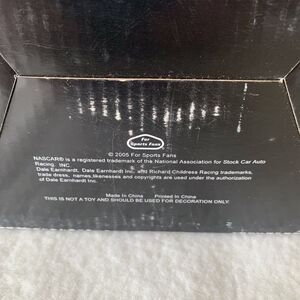 For
Sports Fans
© 2005 For Sports Fans
NASCAR® is a registered trademark of the National Association for Stock Car Auto
Racing, INC
Dale Earnhardt, Dale Earnhardt Inc. and Richard Childress Racing trademarks,
trade dress, names,likenesses and copyrights are used under the authorization
of Dale Earnhardt Inc.
Made In China Printed In China
THIS IS NOT A TOY AND SHOULD BE USED FOR DECORATION ONLY.